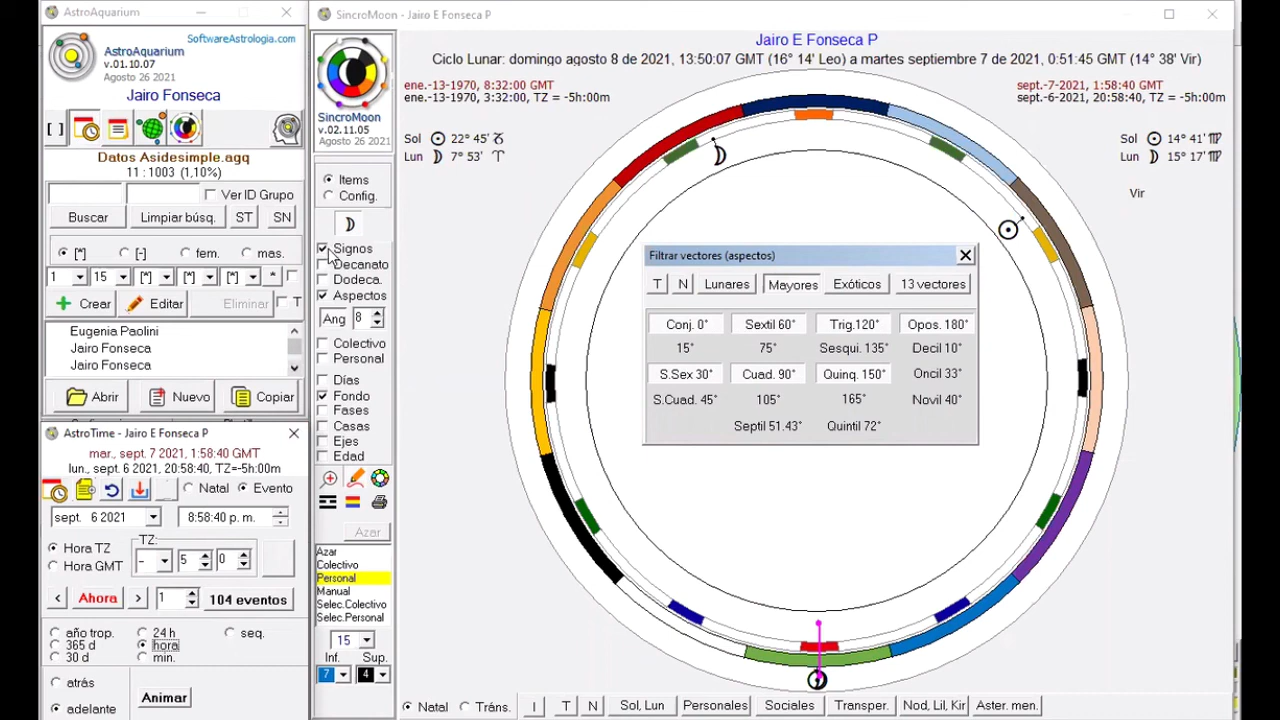 AstroAquarium
SoftwareAstrologia.com
AstroAquarium
v.01.10.07
Agosto 26 2021
Jairo Fonseca
[ ]
Datos Asidesimple.agq
11 : 1003 (1,10%)
Ver ID Grupo
Buscar
Limpiar búsq.
ST
SN
[*]
[-]
fem.
mas.
1
15
[*]
[*]
[*]
*
Crear
Editar
Eliminar
T
Eugenia Paolini
Jairo Fonseca
Jairo Fonseca
Abrir
Nuevo
Copiar
AstroTime - Jairo E Fonseca P
mar., sept. 7 2021, 1:58:40 GMT
lun., sept. 6 2021, 20:58:40, TZ=-5h:00m
Natal
Evento
sept. 6 2021
8:58:40 p. m.
Hora TZ
Hora GMT
TZ:
-
5
0
<
Ahora
>
1
104 eventos
año trop.
24 h
seq.
365 d
hora
30 d
min.
atrás
adelante
Animar
SincroMoon - Jairo E Fonseca P
SincroMoon
v.02.11.05
Agosto 26 2021
Items
Config.
Signos
Decanato
Dodeca.
Aspectos
Ang
8
Colectivo
Personal
Días
Fondo
Fases
Casas
Ejes
Edad
Azar
Azar
Colectivo
Personal
Manual
Selec.Colectivo
Selec.Personal
15
Inf.
Sup.
7
4
Jairo E Fonseca P
Ciclo Lunar: domingo agosto 8 de 2021, 13:50:07 GMT (16° 14' Leo) a martes septiembre 7 de 2021, 0:51:45 GMT (14° 38' Vir)
ene.-13-1970, 8:32:00 GMT
ene.-13-1970, 3:32:00, TZ = -5h:00m
Sol ☉ 22° 45' ♑
Lun ☽ 7° 53' ♈
sept.-7-2021, 1:58:40 GMT
sept.-6-2021, 20:58:40, TZ = -5h:00m
Sol ☉ 14° 41' ♍
Lun ☽ 15° 17' ♍
Vir
Filtrar vectores (aspectos)
T
N
Lunares
Mayores
Exóticos
13 vectores
Conj. 0°
Sextil 60°
Trig.120°
Opos. 180°
15°
75°
Sesqui. 135°
Decil 10°
S.Sex 30°
Cuad. 90°
Quinq. 150°
Oncil 33°
S.Cuad. 45°
105°
165°
Novil 40°
Septil 51.43°
Quintil 72°
Natal
Tráns.
I
T
N
Sol, Lun
Personales
Sociales
Transper.
Nod, Lil, Kir
Aster. men.